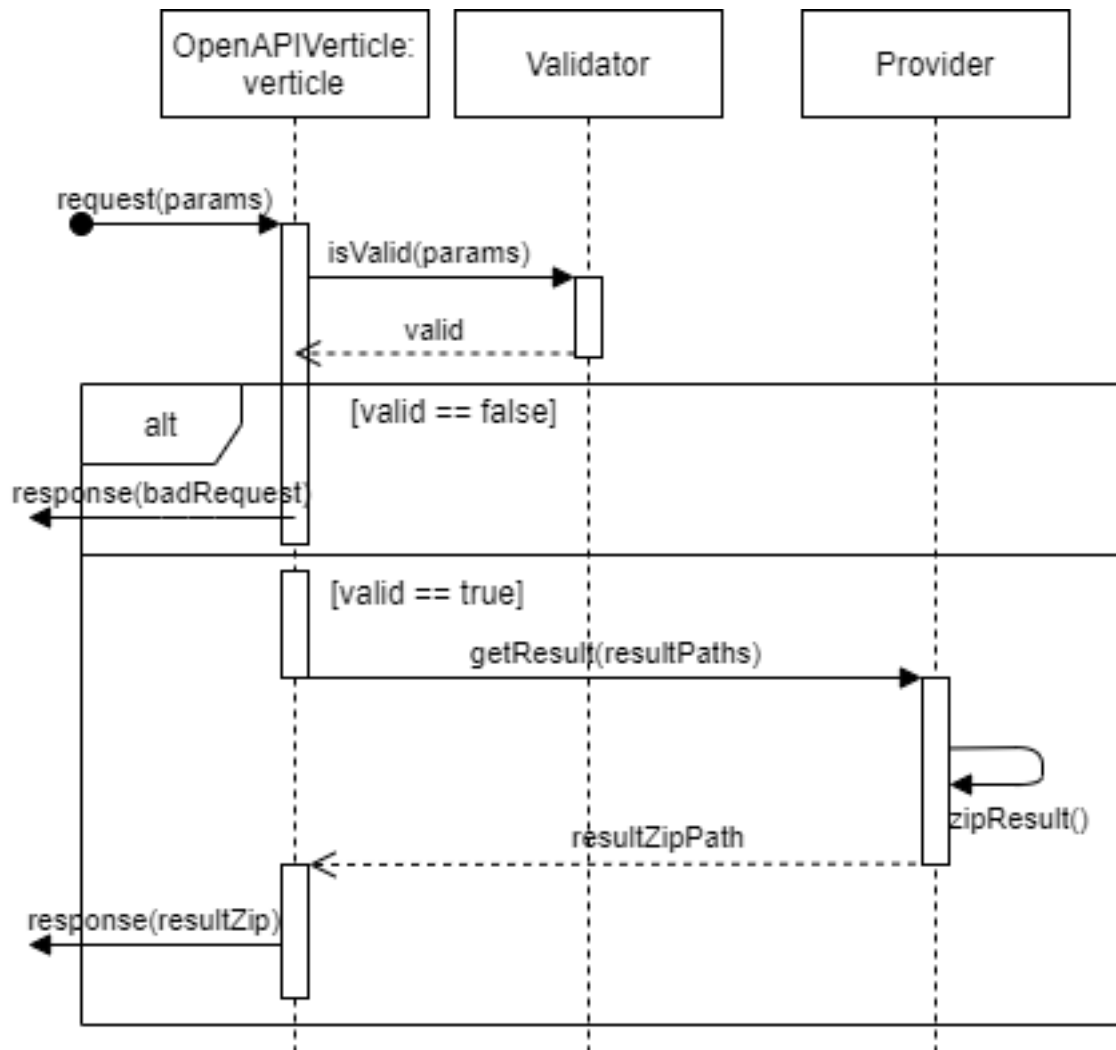 OpenAPIVerticle:
verticle
Validator
Provider
request(params)
isValid(params)
valid
alt
[valid == false]
response(badRequest)
[valid == true]
getResult(resultPaths)
zipResult()
resultZipPath
response(resultZip)